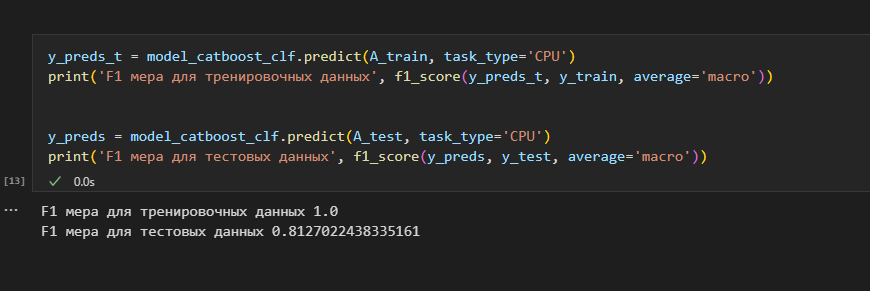 y_preds_t = model_catboost_clf.predict(A_train, task_type='CPU')
print('F1 мера для тренировочных данных', f1_score(y_preds_t, y_train, average='macro'))
y_preds = model_catboost_clf.predict(A_test, task_type='CPU')
print('F1 мера для тестовых данных', f1_score(y_preds, y_test, average='macro'))
[13] ✓ 0.0s
... F1 мера для тренировочных данных 1.0
F1 мера для тестовых данных 0.8127022438335161